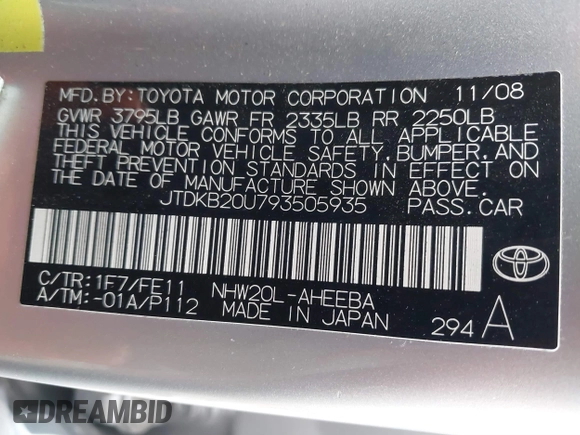 MFD.BY:TOYOTA MOTOR CORPORATION 11/08
GVWR 3795LB GAWR FR 2335LB RR 2250LB
THIS VEHICLE CONFORMS TO ALL APPLICABLE
FEDERAL MOTOR VEHICLE SAFETY, BUMPER, AND
THEFT PREVENTION STANDARDS IN EFFECT ON
THE DATE OF MANUFACTURE SHOWN ABOVE.
JTDKB20U793505935 PASS.CAR
C/TR:1F7/FE11 NHW20L-AHEEBA
A/TM:-01A/P112 MADE IN JAPAN 294 A
DREAMBID